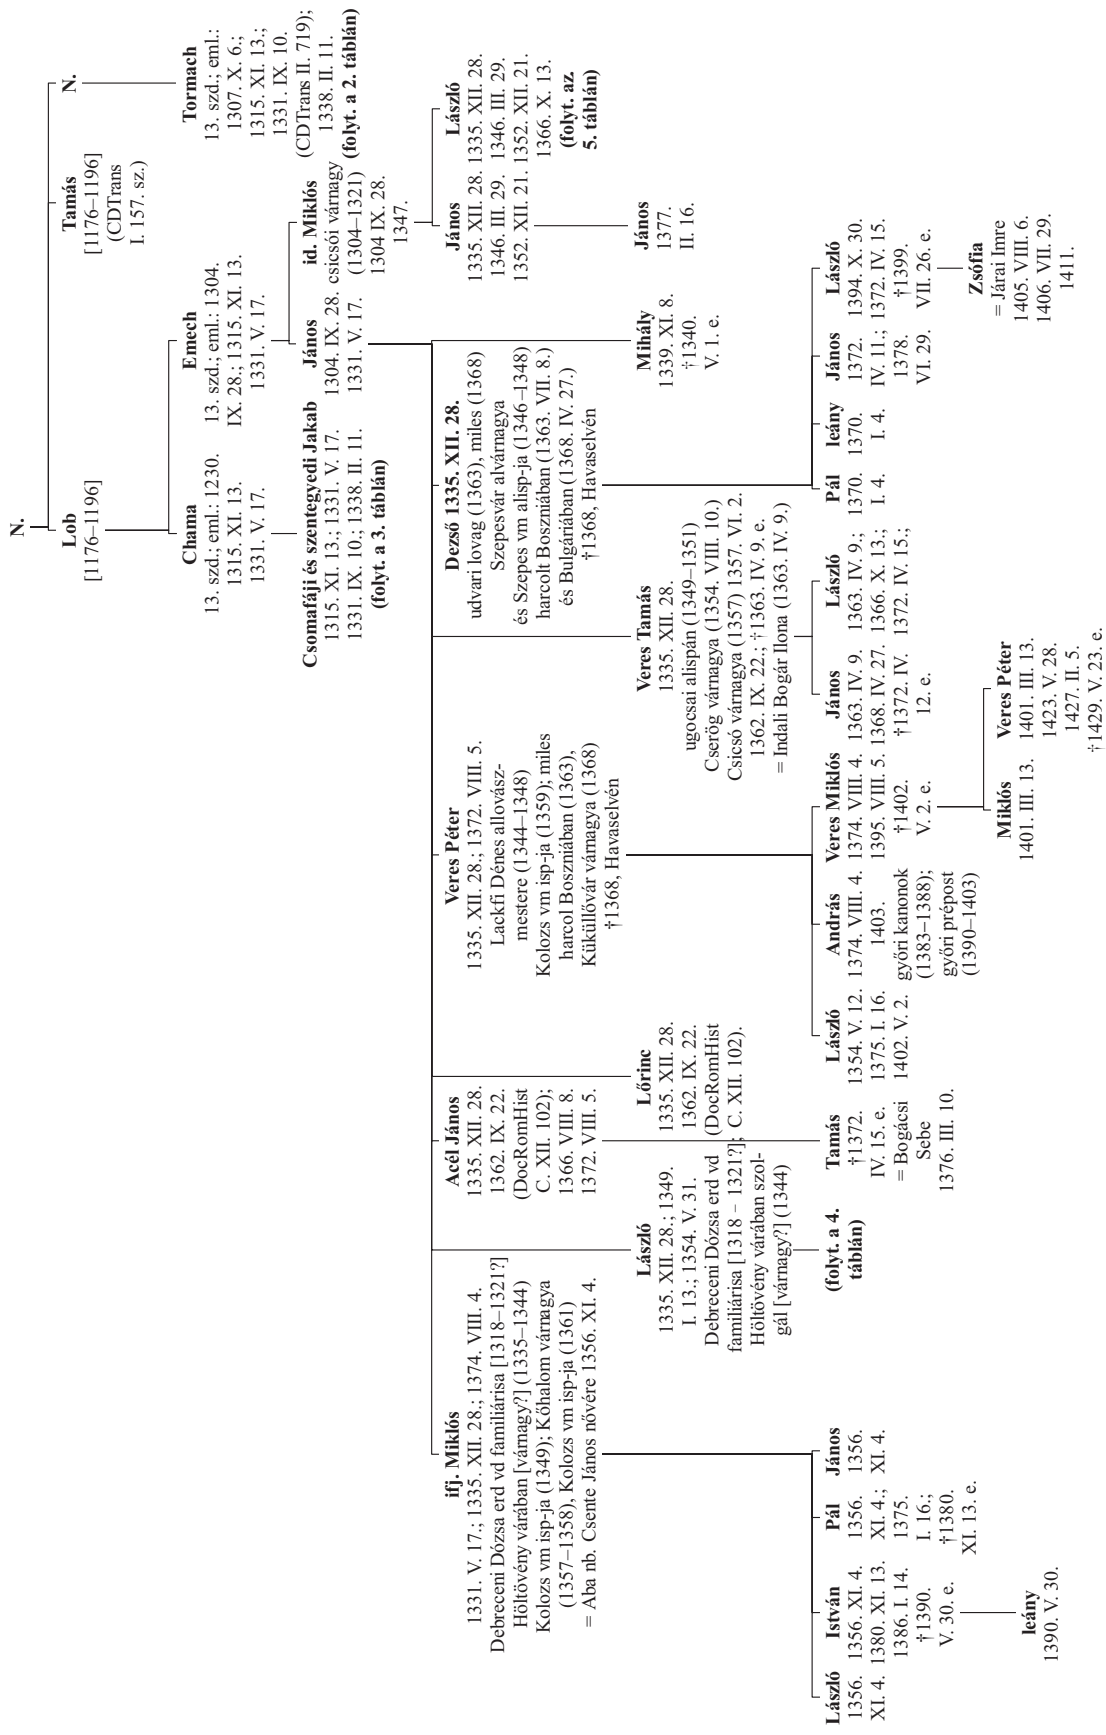 N.
Lob
[1176–1196]
Tamás
[1176–1196]
(CDTrans
I. 157. sz.)
N.
Chama
13. szd.; eml.: 1230.
1315. XI. 13.
1331. V. 17.
Emech
13. szd.; eml.: 1304.
IX. 28.; 1315. XI. 13.
1331. V. 17.
Tormach
13. szd.; eml.:
1307. X. 6.;
1315. XI. 13.;
1331. IX. 10.
(CDTrans II. 719);
1338. II. 11.
(folyt. a 2. táblán)
Csomafáji és szentegyedi Jakab
1315. XI. 13.; 1331. V. 17.
1331. IX. 10.; 1338. II. 11.
(folyt. a 3. táblán)
János
1304. IX. 28.
1331. V. 17.
id. Miklós
csicsói várnagy
(1304–1321)
1304 IX. 28.
1347.
János
1335. XII. 28.
1346. III. 29.
1352. XII. 21.
László
1335. XII. 28.
1346. III. 29.
1352. XII. 21.
1366. X. 13.
(folyt. az
5. táblán)
János
1377.
II. 16.
ifj. Miklós
1331. V. 17.; 1335. XII. 28.; 1374. VIII. 4.
Debreceni Dózsa erd vd familiárisa [1318–1321?]
Höltövény várában [várnagy?] (1335–1344)
Kolozs vm isp-ja (1349); Kőhalom várnagya
(1357–1358), Kolozs vm isp-ja (1361)
= Aba nb. Csente János nővére 1356. XI. 4.
Acél János
1335. XII. 28.
1362. IX. 22.
(DocRomHist
C. XII. 102);
1366. VIII. 8.
1372. VIII. 5.
Veres Péter
1335. XII. 28.; 1372. VIII. 5.
Lackfi Dénes allovász-
mestere (1344–1348)
Kolozs vm isp-ja (1359); miles
harcol Boszniában (1363),
Küküllővár várnagya (1368)
†1368, Havaselvén
Dezső 1335. XII. 28.
udvari lovag (1363), miles (1368)
Szepesvár alvárnagya
és Szepes vm alisp-ja (1346–1348)
harcolt Boszniában (1363. VII. 8.)
és Bulgáriában (1368. IV. 27.)
†1368, Havaselvén
László
1335. XII. 28.; 1349.
I. 13.; 1354. V. 31.
Debreceni Dózsa erd vd
familiárisa [1318 – 1321?];
Höltövény várában szol-
gál [várnagy?] (1344)
(folyt. a 4.
táblán)
Lőrinc
1335. XII. 28.
1362. IX. 22.
(DocRomHist
C. XII. 102).
Veres Tamás
1335. XII. 28.
ugocsai alispán (1349–1351)
Cserög várnagya (1354. VIII. 10.)
Csicsó várnagya (1357) 1357. VI. 2.
1362. IX. 22.; †1363. IV. 9. e.
= Indali Bogár Ilona (1363. IV. 9.)
Mihály
1339. XI. 8.
†1340.
V. 1. e.
László
1356.
XI. 4.
István
1356. XI. 4.
1380. XI. 13.
1386. I. 14.
†1390.
V. 30. e.
Pál
1356.
XI. 4.;
1375.
I. 16.;
†1380.
XI. 13. e.
János
1356.
XI. 4.
Tamás
†1372.
IV. 15. e.
= Bogácsi
Sebe
1376. III. 10.
László
1354. V. 12.
1375. I. 16.
1402. V. 2.
András
1374. VIII. 4.
1403.
győri kanonok
(1383–1388);
győri prépost
(1390–1403)
Veres Miklós
1374. VIII. 4.
1395. VIII. 5.
†1402.
V. 2. e.
János
1363. IV. 9.
1368. IV. 27.
†1372. IV.
12. e.
László
1363. IV. 9.;
1366. X. 13.;
1372. IV. 15.;
Pál
1370.
I. 4.
leány
1370.
I. 4.
János
1372.
IV. 11.;
1378.
VI. 29.
László
1394. X. 30.
1372. IV. 15.
†1399.
VII. 26. e.
leány
1390. V. 30.
Miklós
1401. III. 13.
Veres Péter
1401. III. 13.
1423. V. 28.
1427. II. 5.
†1429. V. 23. e.
Zsófia
= Járai Imre
1405. VIII. 6.
1406. VII. 29.
1411.